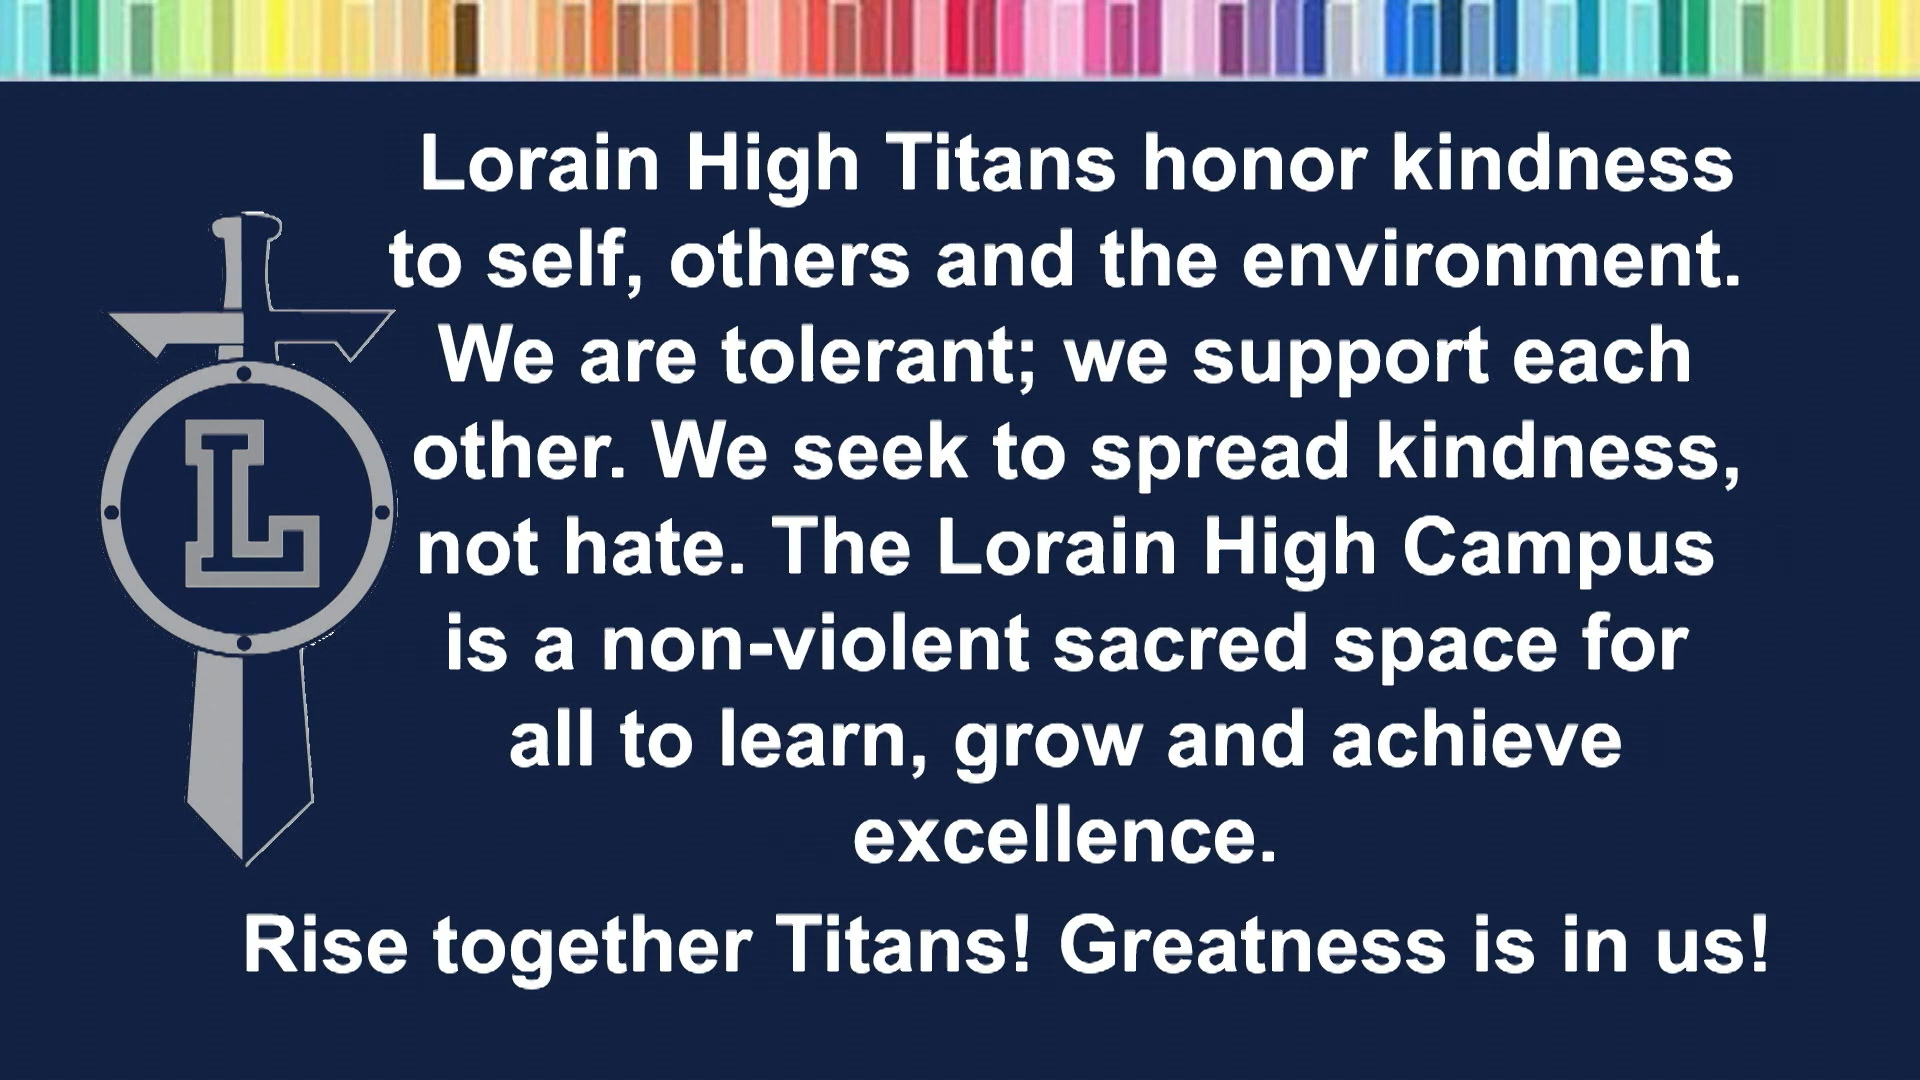 Lorain High Titans honor kindness
to self, others and the environment.
We are tolerant; we support each
other. We seek to spread kindness,
not hate. The Lorain High Campus
is a non-violent sacred space for
all to learn, grow and achieve
excellence.
Rise together Titans! Greatness is in us!
L